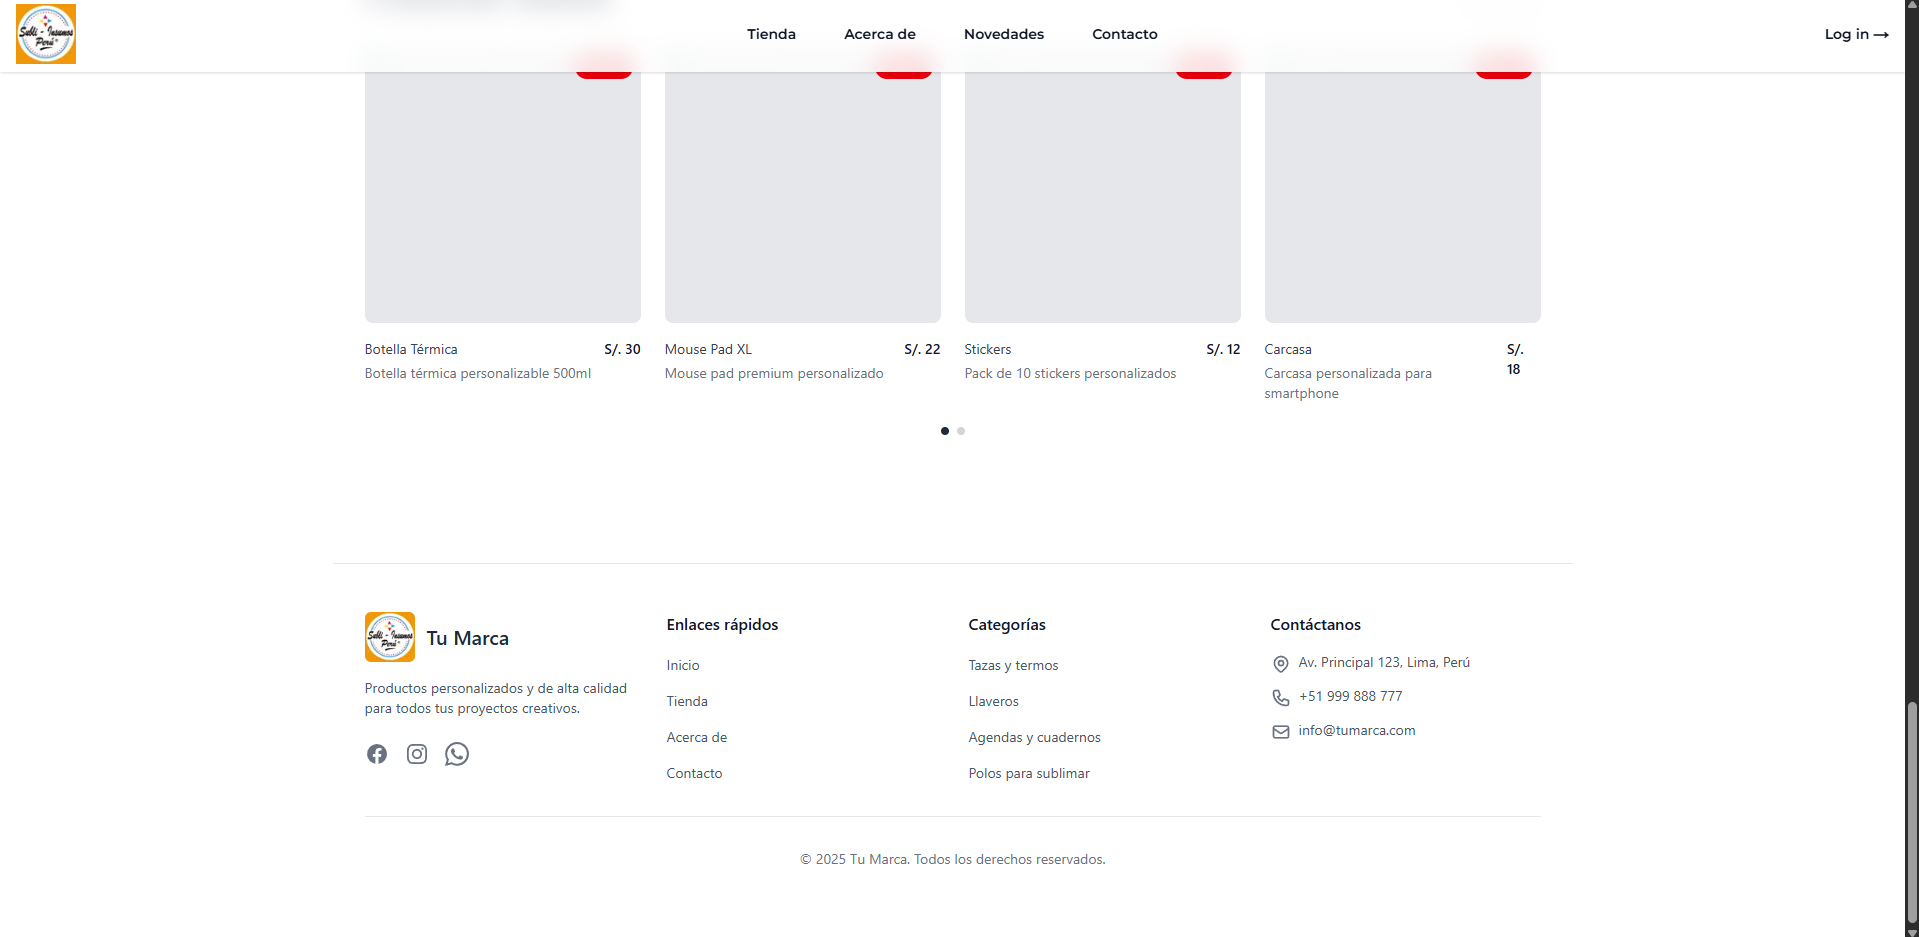 Subli - Insumos
Perú
Tienda
Acerca de
Novedades
Contacto
Log in →
Botella Térmica
S/. 30
Botella térmica personalizable 500ml
Mouse Pad XL
S/. 22
Mouse pad premium personalizado
Stickers
S/. 12
Pack de 10 stickers personalizados
Carcasa
S/.
18
Carcasa personalizada para
smartphone
Subli - Insumos
Perú
Tu Marca
Productos personalizados y de alta calidad
para todos tus proyectos creativos.
Enlaces rápidos
Inicio
Tienda
Acerca de
Contacto
Categorías
Tazas y termos
Llaveros
Agendas y cuadernos
Polos para sublimar
Contáctanos
Av. Principal 123, Lima, Perú
+51 999 888 777
info@tumarca.com
© 2025 Tu Marca. Todos los derechos reservados.